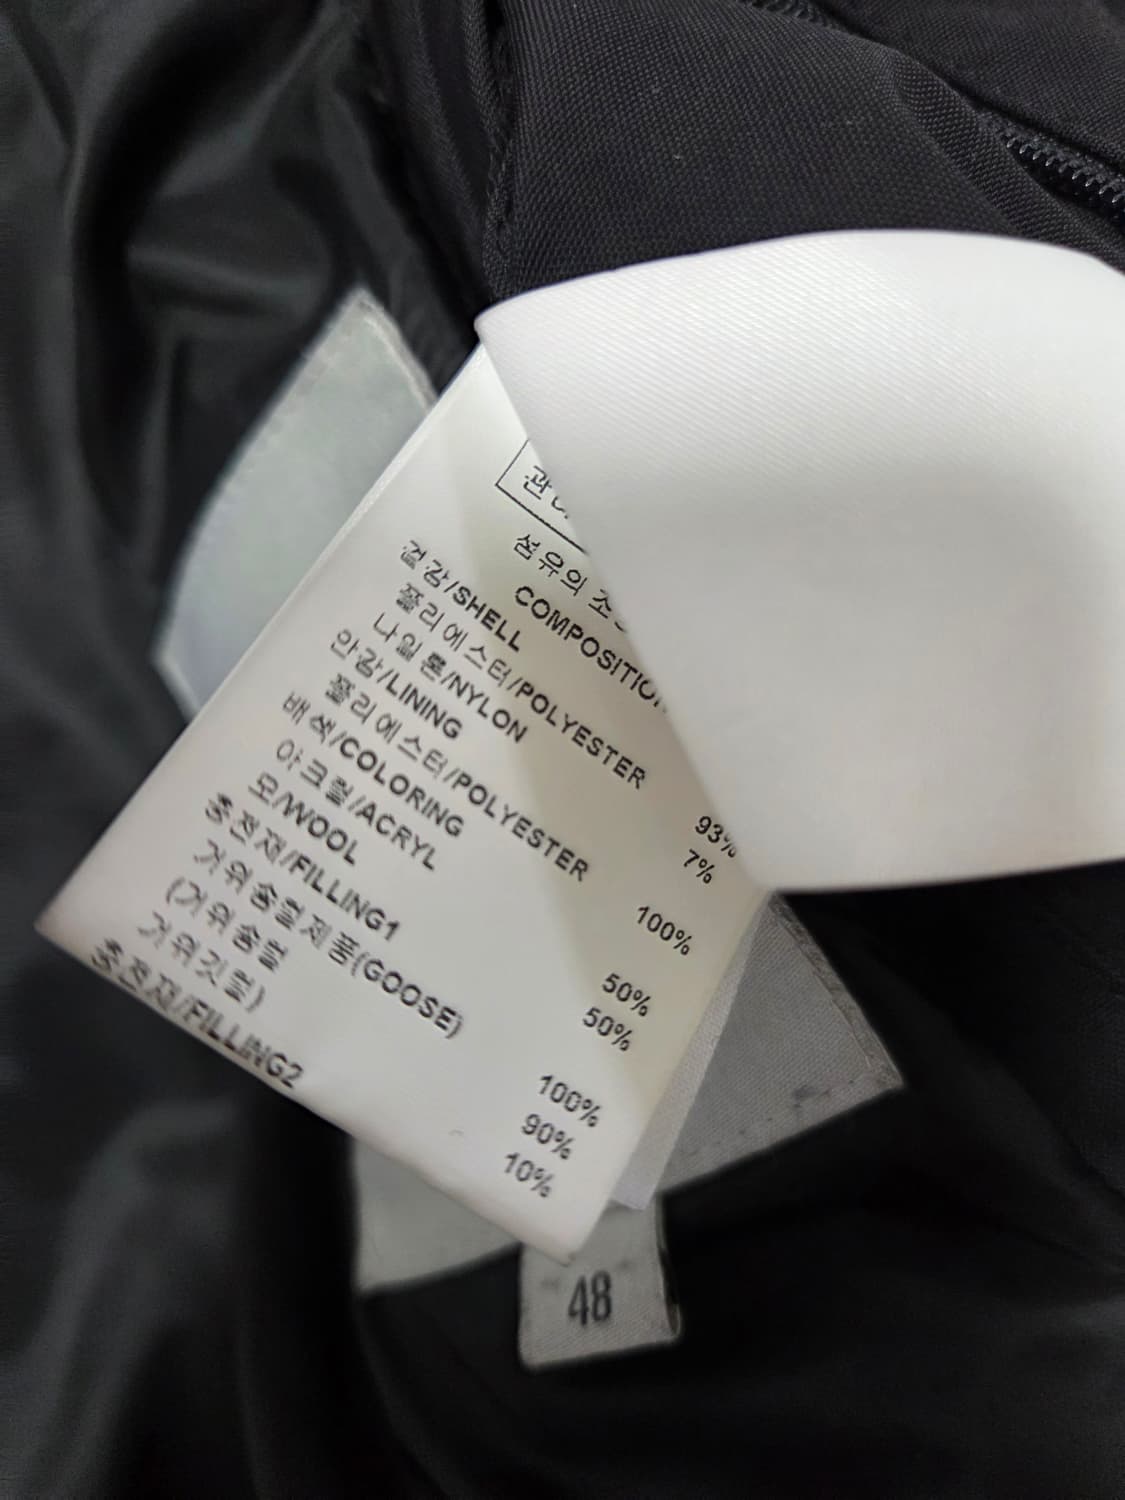 섬유의
COMPOSITION
겉감/SHELL
폴리에스터/POLYESTER 93%
나일론/NYLON 7%
안감/LINING
폴리에스터/POLYESTER 100%
배색/COLORING
아크릴/ACRYL 50%
모/WOOL 50%
충전재/FILLING1
거위솜털제품(GOOSE) 100%
(거위솜털 90%
거위깃털) 10%
충전재/FILLING2
48